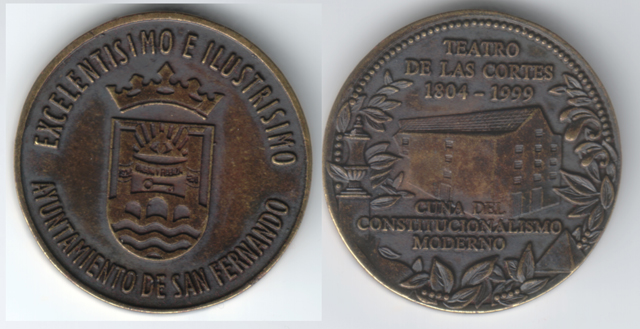 EXCELENTISIMO E ILUSTRISIMO
AYUNTAMIENTO DE SAN FERNANDO
TEATRO
DE LAS CORTES
1804 - 1999
CUNA DEL
CONSTITUCIONALISMO
MODERNO